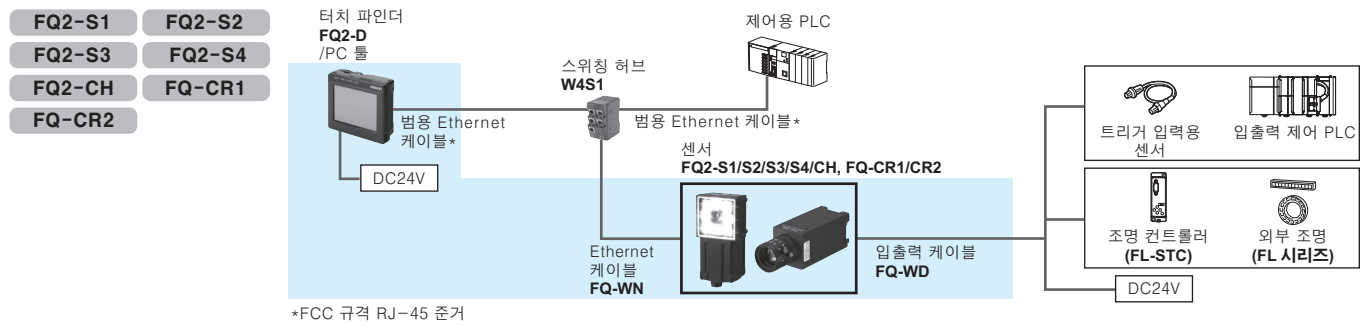 FQ2-S1 FQ2-S2
FQ2-S3 FQ2-S4
FQ2-CH FQ-CR1
FQ-CR2
터치 파인더
FQ2-D
/PC 툴
DC24V
범용 Ethernet
케이블*
스위칭 허브
W4S1
제어용 PLC
범용 Ethernet 케이블*
센서
FQ2-S1/S2/S3/S4/CH, FQ-CR1/CR2
Ethernet
케이블
FQ-WN
입출력 케이블
FQ-WD
트리거 입력용
센서
입출력 제어 PLC
조명 컨트롤러
(FL-STC)
외부 조명
(FL 시리즈)
DC24V
*FCC 규격 RJ-45 준거